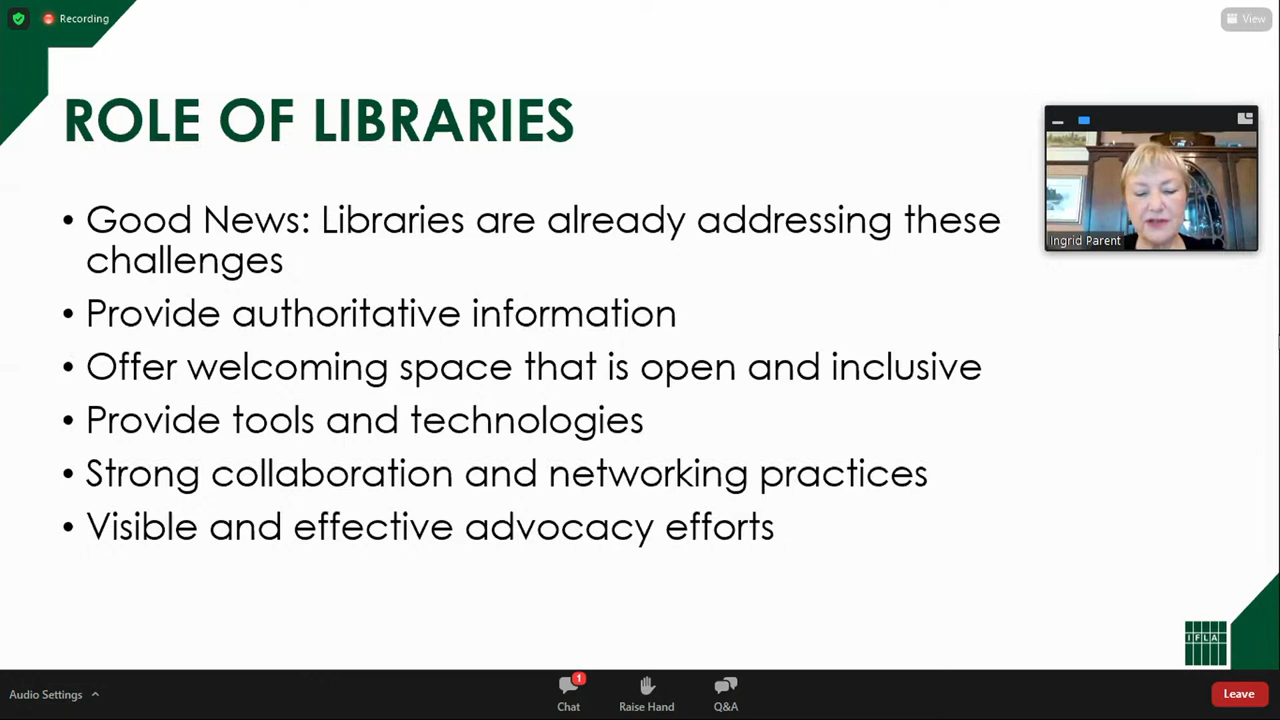 Recording
View
ROLE OF LIBRARIES
• Good News: Libraries are already addressing these
challenges
• Provide authoritative information
• Offer welcoming space that is open and inclusive
• Provide tools and technologies
• Strong collaboration and networking practices
• Visible and effective advocacy efforts
Ingrid Parent
IFLA
Audio Settings
1
Chat
Raise Hand
Q&A
Leave